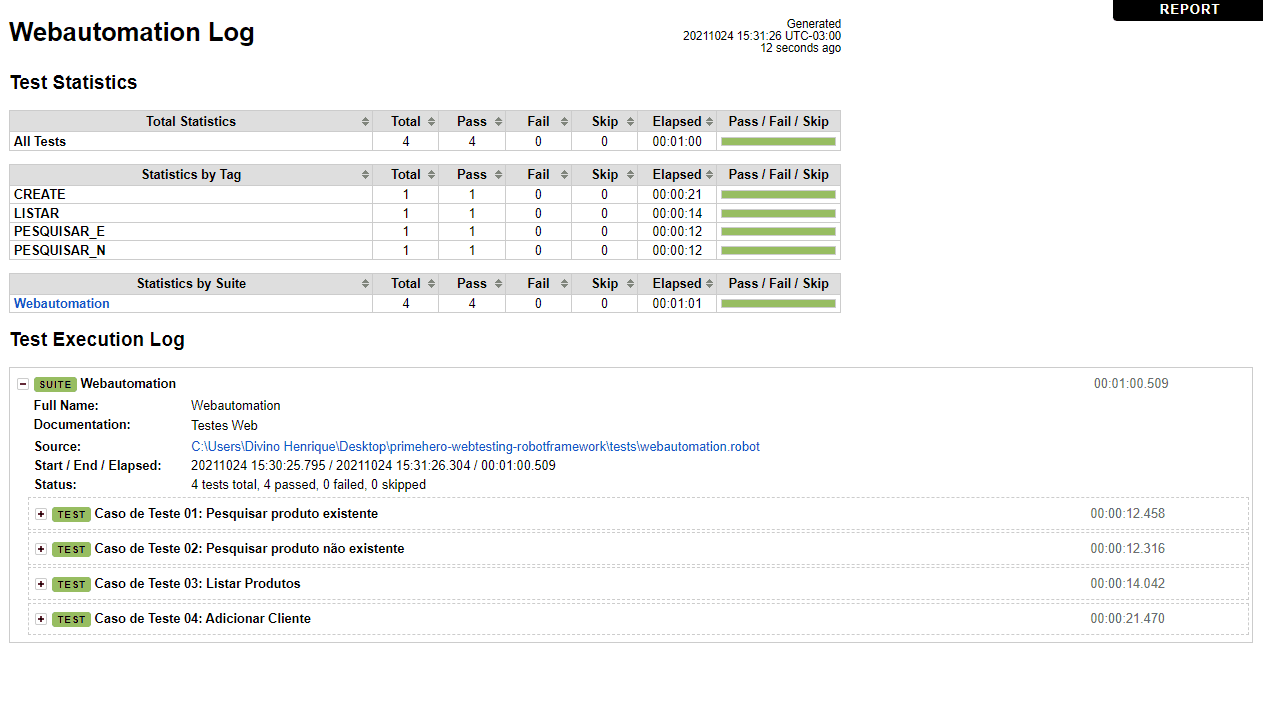 REPORT
Webautomation Log
Generated
20211024 15:31:26 UTC-03:00
12 seconds ago
Test Statistics
Total Statistics Total Pass Fail Skip Elapsed Pass / Fail / Skip
All Tests 4 4 0 0 00:01:00
Statistics by Tag Total Pass Fail Skip Elapsed Pass / Fail / Skip
CREATE 1 1 0 0 00:00:21
LISTAR 1 1 0 0 00:00:14
PESQUISAR_E 1 1 0 0 00:00:12
PESQUISAR_N 1 1 0 0 00:00:12
Statistics by Suite Total Pass Fail Skip Elapsed Pass / Fail / Skip
Webautomation 4 4 0 0 00:01:01
Test Execution Log
SUITE Webautomation 00:01:00.509
Full Name: Webautomation
Documentation: Testes Web
Source: C:\Users\Divino Henrique\Desktop\primehero-webtesting-robotframework\tests\webautomation.robot
Start / End / Elapsed: 20211024 15:30:25.795 / 20211024 15:31:26.304 / 00:01:00.509
Status: 4 tests total, 4 passed, 0 failed, 0 skipped
TEST Caso de Teste 01: Pesquisar produto existente 00:00:12.458
TEST Caso de Teste 02: Pesquisar produto não existente 00:00:12.316
TEST Caso de Teste 03: Listar Produtos 00:00:14.042
TEST Caso de Teste 04: Adicionar Cliente 00:00:21.470